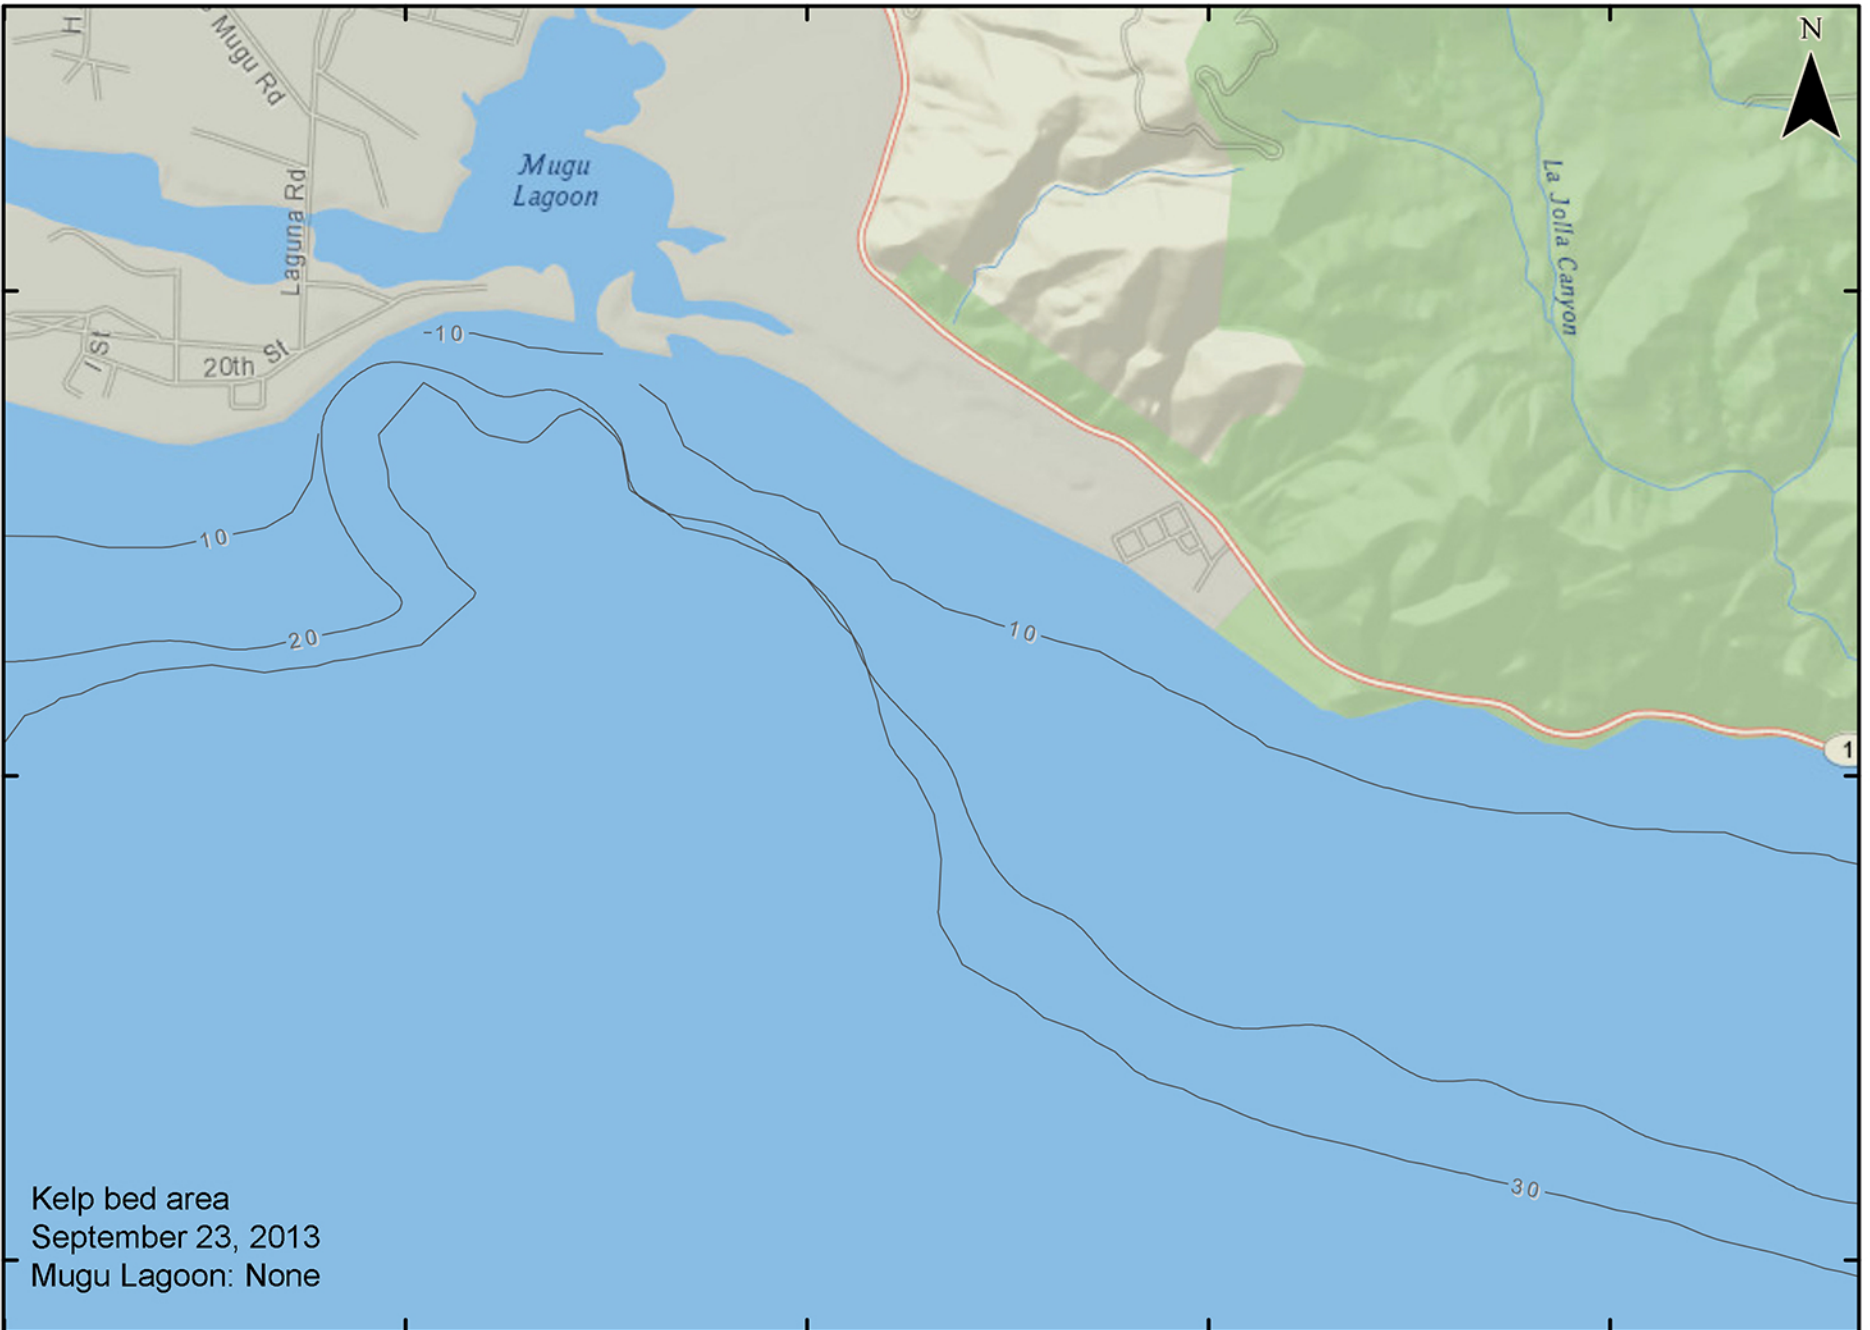 H
Mugu Rd
N
Mugu
Lagoon
La Jolla Canyon
Laguna Rd
-10
I St
20th St
10
10
20
1
30
Kelp bed area
September 23, 2013
Mugu Lagoon: None